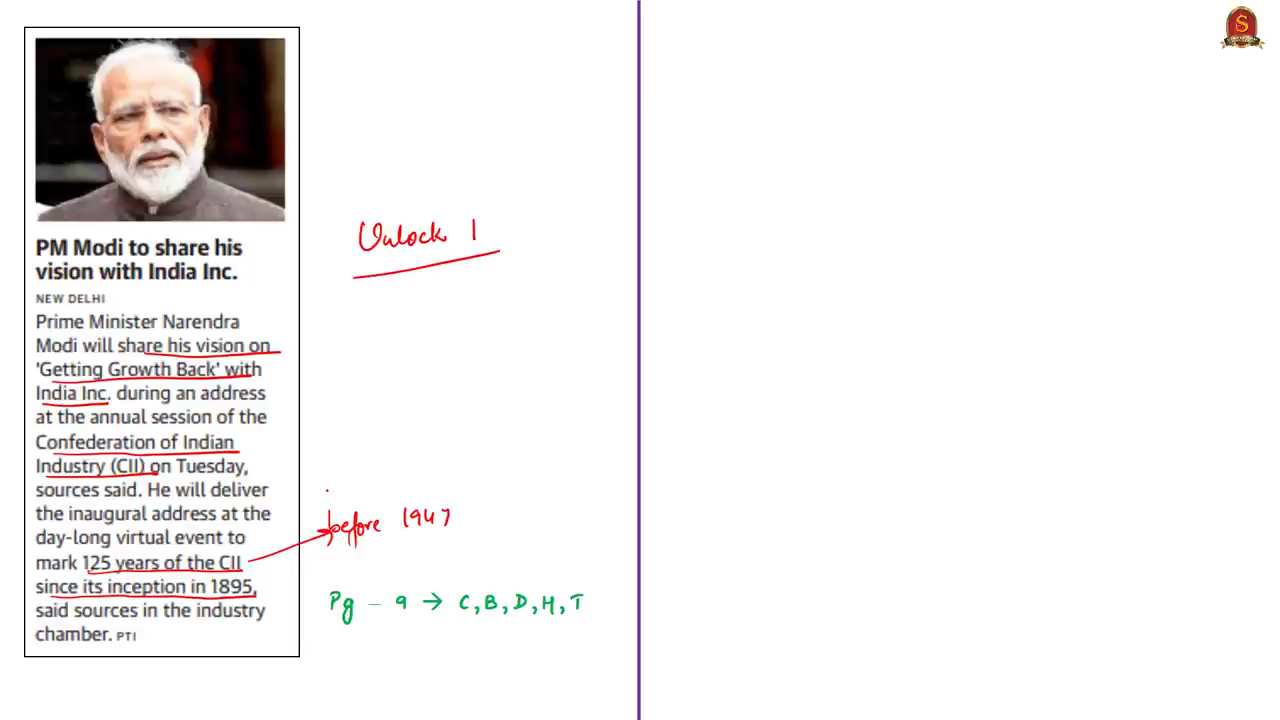 PM Modi to share his
vision with India Inc.
NEW DELHI
Prime Minister Narendra
Modi will share his vision on
'Getting Growth Back' with
India Inc. during an address
at the annual session of the
Confederation of Indian
Industry (CII) on Tuesday,
sources said. He will deliver
the inaugural address at the
day-long virtual event to
mark 125 years of the CII
since its inception in 1895,
said sources in the industry
chamber. PTI
Unlock 1
before 1947
Pg - 9 → C, B, D, H, T
S